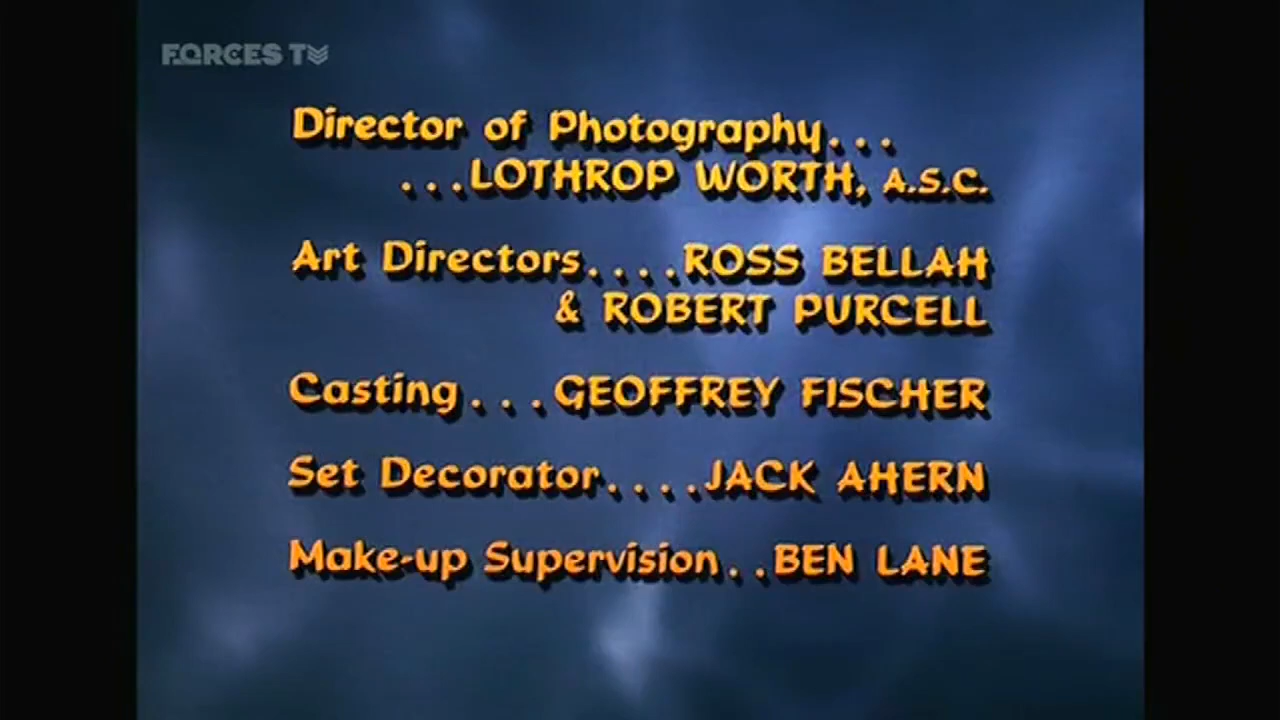 FORCES TV
Director of Photography...
...LOTHROP WORTH, A.S.C.
Art Directors....ROSS BELLAH
& ROBERT PURCELL
Casting...GEOFFREY FISCHER
Set Decorator....JACK AHERN
Make-up Supervision..BEN LANE